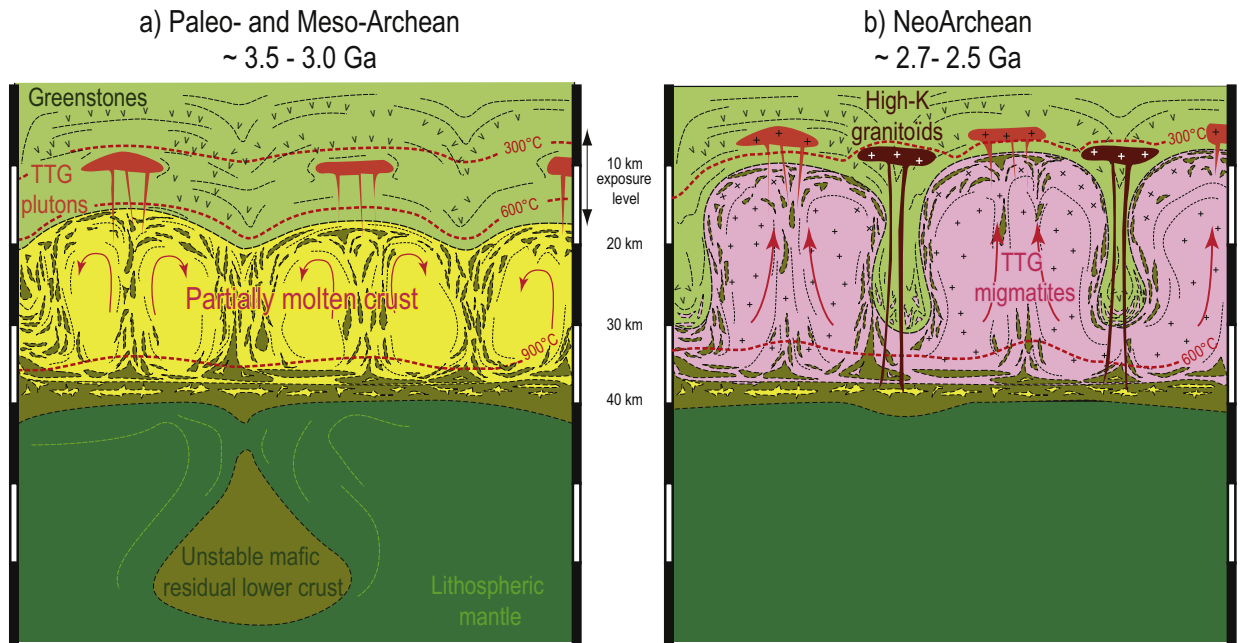 a) Paleo- and Meso-Archean
~ 3.5 - 3.0 Ga
Greenstones
300°C
TTG
plutons
600°C
Partially molten crust
900°C
Unstable mafic
residual lower crust
Lithospheric
mantle
10 km
exposure
level
20 km
30 km
40 km
b) NeoArchean
~ 2.7- 2.5 Ga
High-K
granitoids
300°C
TTG
migmatites
600°C